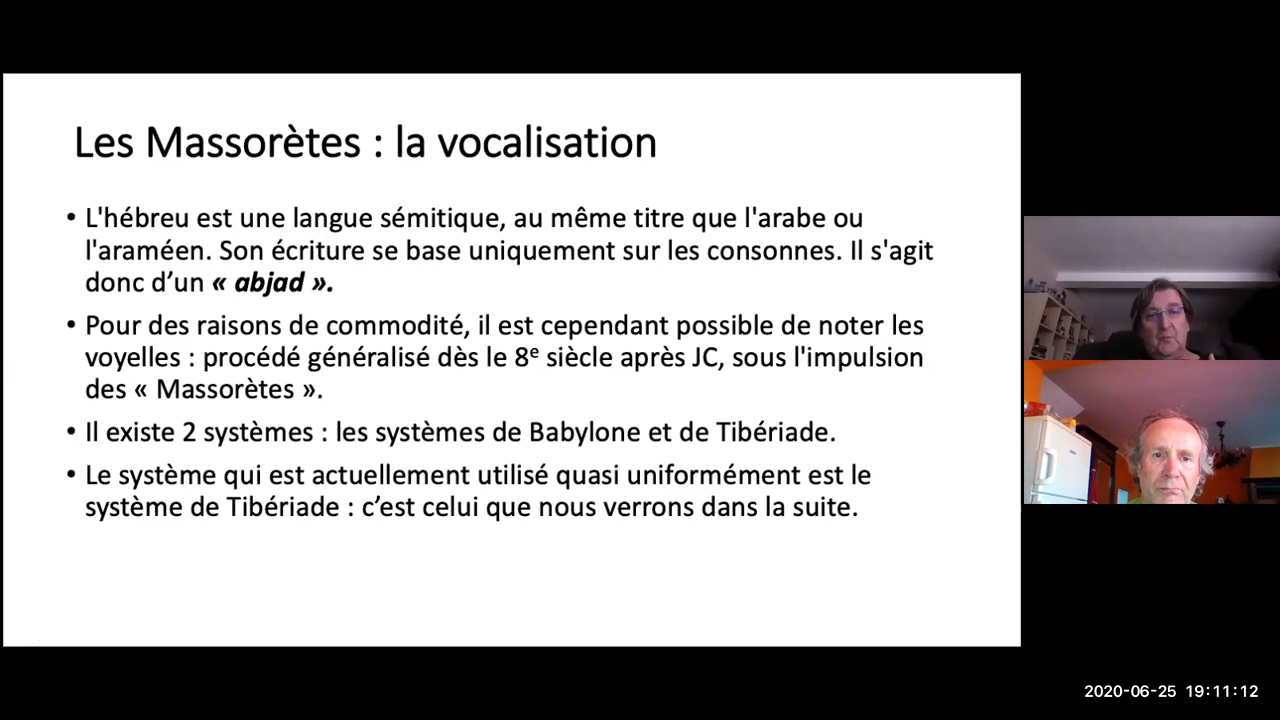 Les Massorètes : la vocalisation
• L'hébreu est une langue sémitique, au même titre que l'arabe ou
l'araméen. Son écriture se base uniquement sur les consonnes. Il s'agit
donc d’un « abjad ».
• Pour des raisons de commodité, il est cependant possible de noter les
voyelles : procédé généralisé dès le 8e siècle après JC, sous l'impulsion
des « Massorètes ».
• Il existe 2 systèmes : les systèmes de Babylone et de Tibériade.
• Le système qui est actuellement utilisé quasi uniformément est le
système de Tibériade : c’est celui que nous verrons dans la suite.
2020-06-25 19:11:12